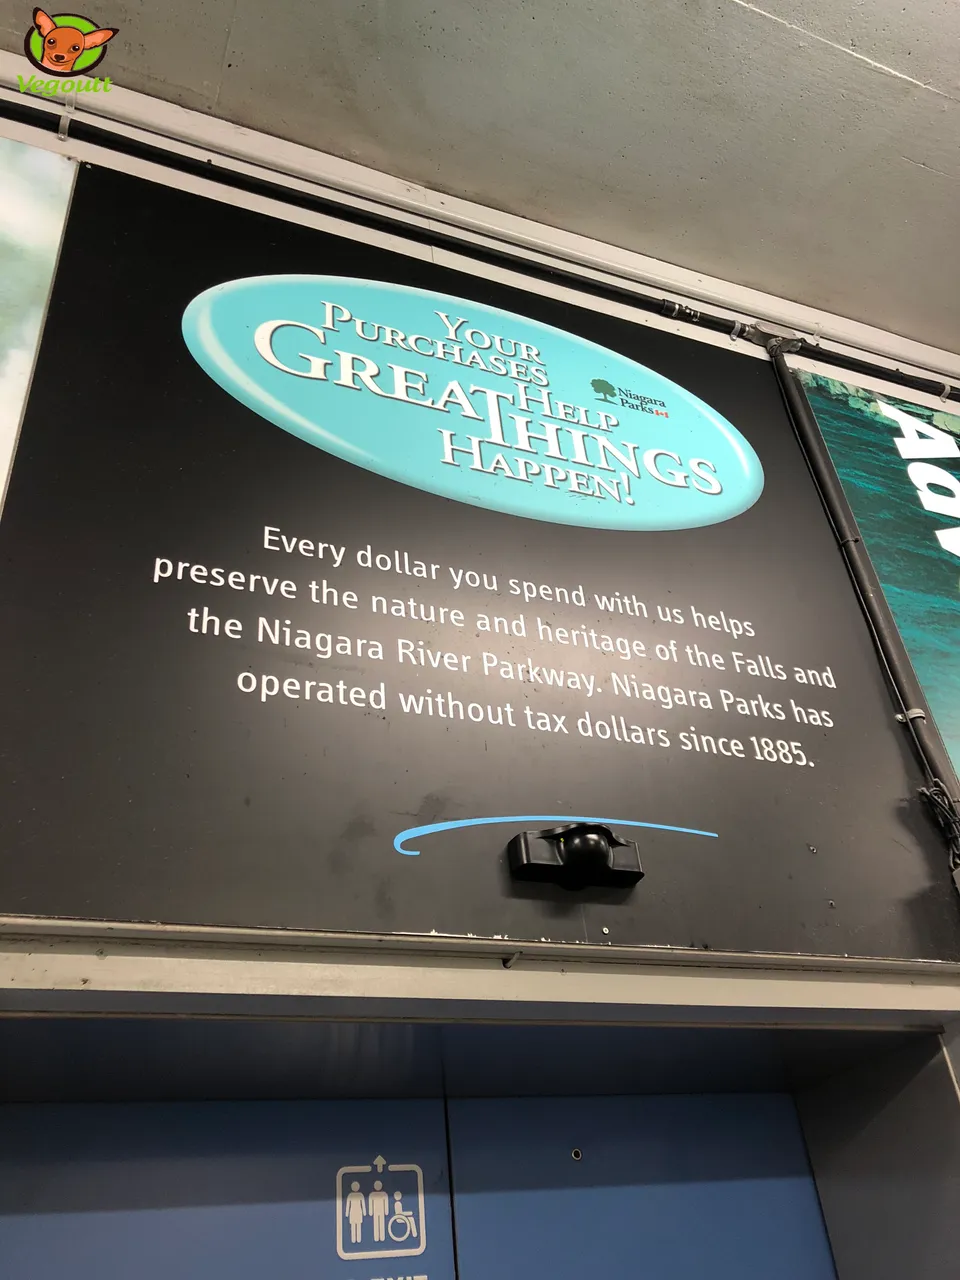 Vegoutt
YOUR
PURCHASES
HELP
GREAT
THINGS
HAPPEN!
Niagara
Parks
Every dollar you spend with us helps
preserve the nature and heritage of the Falls and
the Niagara River Parkway. Niagara Parks has
operated without tax dollars since 1885.